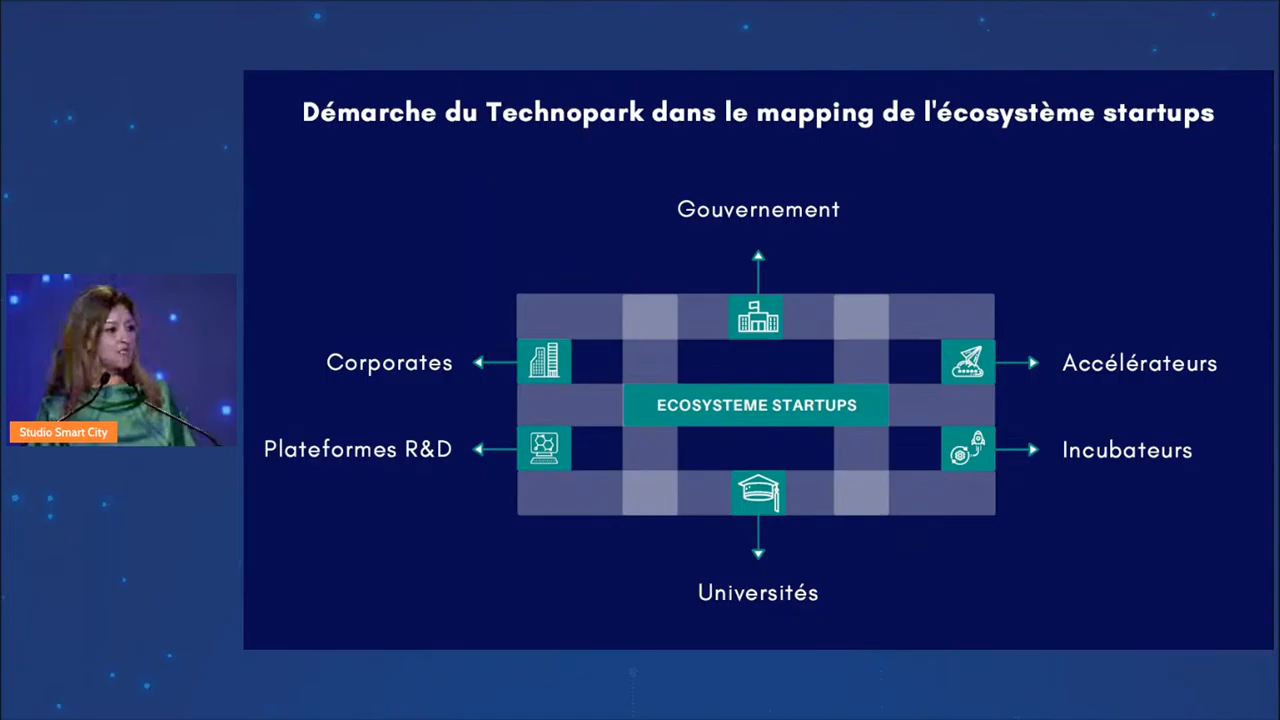 Démarche du Technopark dans le mapping de l'écosystème startups
Gouvernement
Corporates
Accélérateurs
ECOSYSTEME STARTUPS
Studio Smart City
Plateformes R&D
Incubateurs
Universités